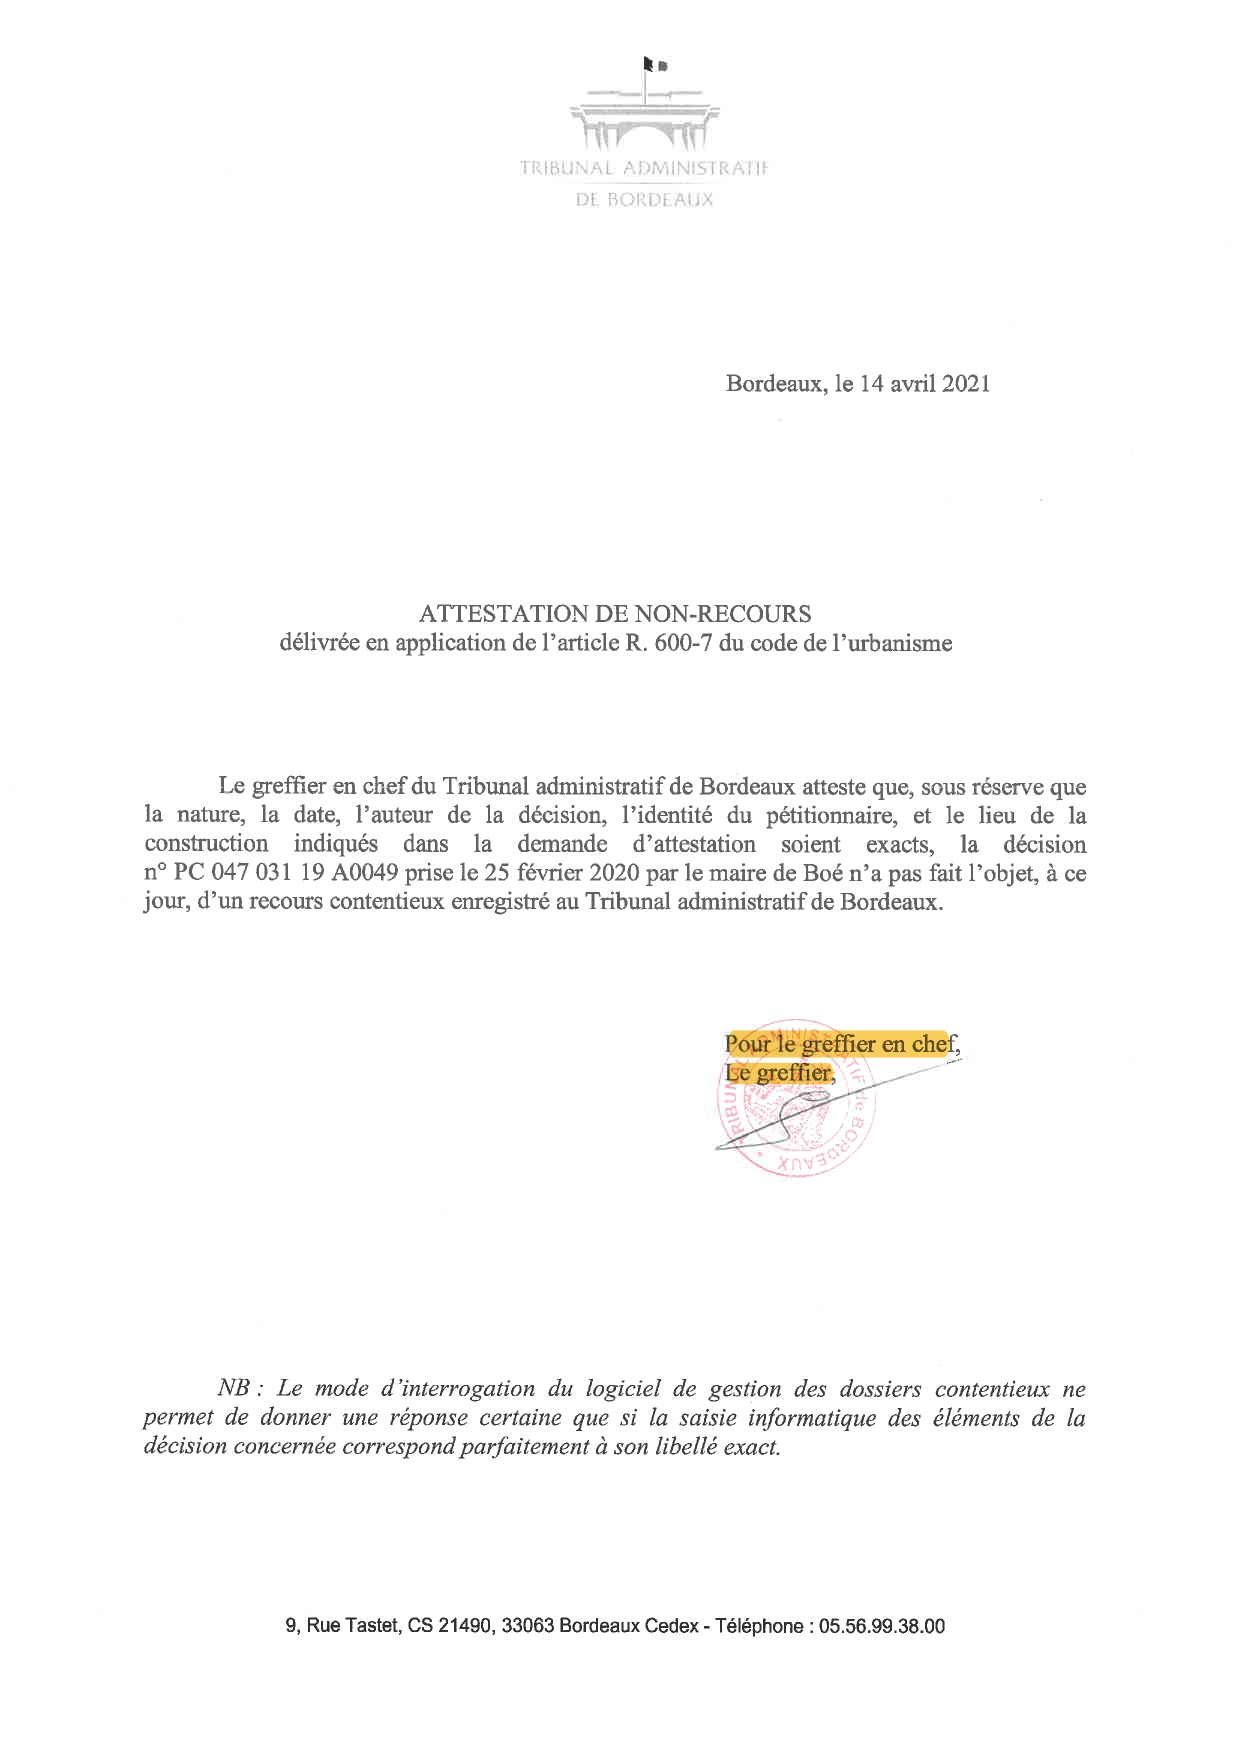 TRIBUNAL ADMINISTRATIF
DE BORDEAUX
Bordeaux, le 14 avril 2021
ATTESTATION DE NON-RECOURS
délivrée en application de l'article R. 600-7 du code de l'urbanisme
Le greffier en chef du Tribunal administratif de Bordeaux atteste que, sous réserve que
la nature, la date, l'auteur de la décision, l'identité du pétitionnaire, et le lieu de la
construction indiqués dans la demande d'attestation soient exacts, la décision
n° PC 047 031 19 A0049 prise le 25 février 2020 par le maire de Boé n'a pas fait l'objet, à ce
jour, d'un recours contentieux enregistré au Tribunal administratif de Bordeaux.
Pour le greffier en chef,
Le greffier,
TRIBUNAL ADMINISTRATIF de BORDEAUX *
NB : Le mode d'interrogation du logiciel de gestion des dossiers contentieux ne
permet de donner une réponse certaine que si la saisie informatique des éléments de la
décision concernée correspond parfaitement à son libellé exact.
9, Rue Tastet, CS 21490, 33063 Bordeaux Cedex - Téléphone : 05.56.99.38.00